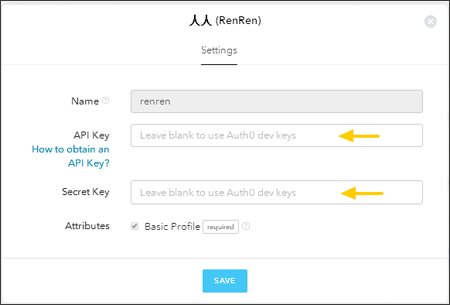 人人 (RenRen)
Settings
Name
renren
API Key
Leave blank to use Auth0 dev keys
How to obtain an
API Key?
Secret Key
Leave blank to use Auth0 dev keys
Attributes
Basic Profile required
SAVE